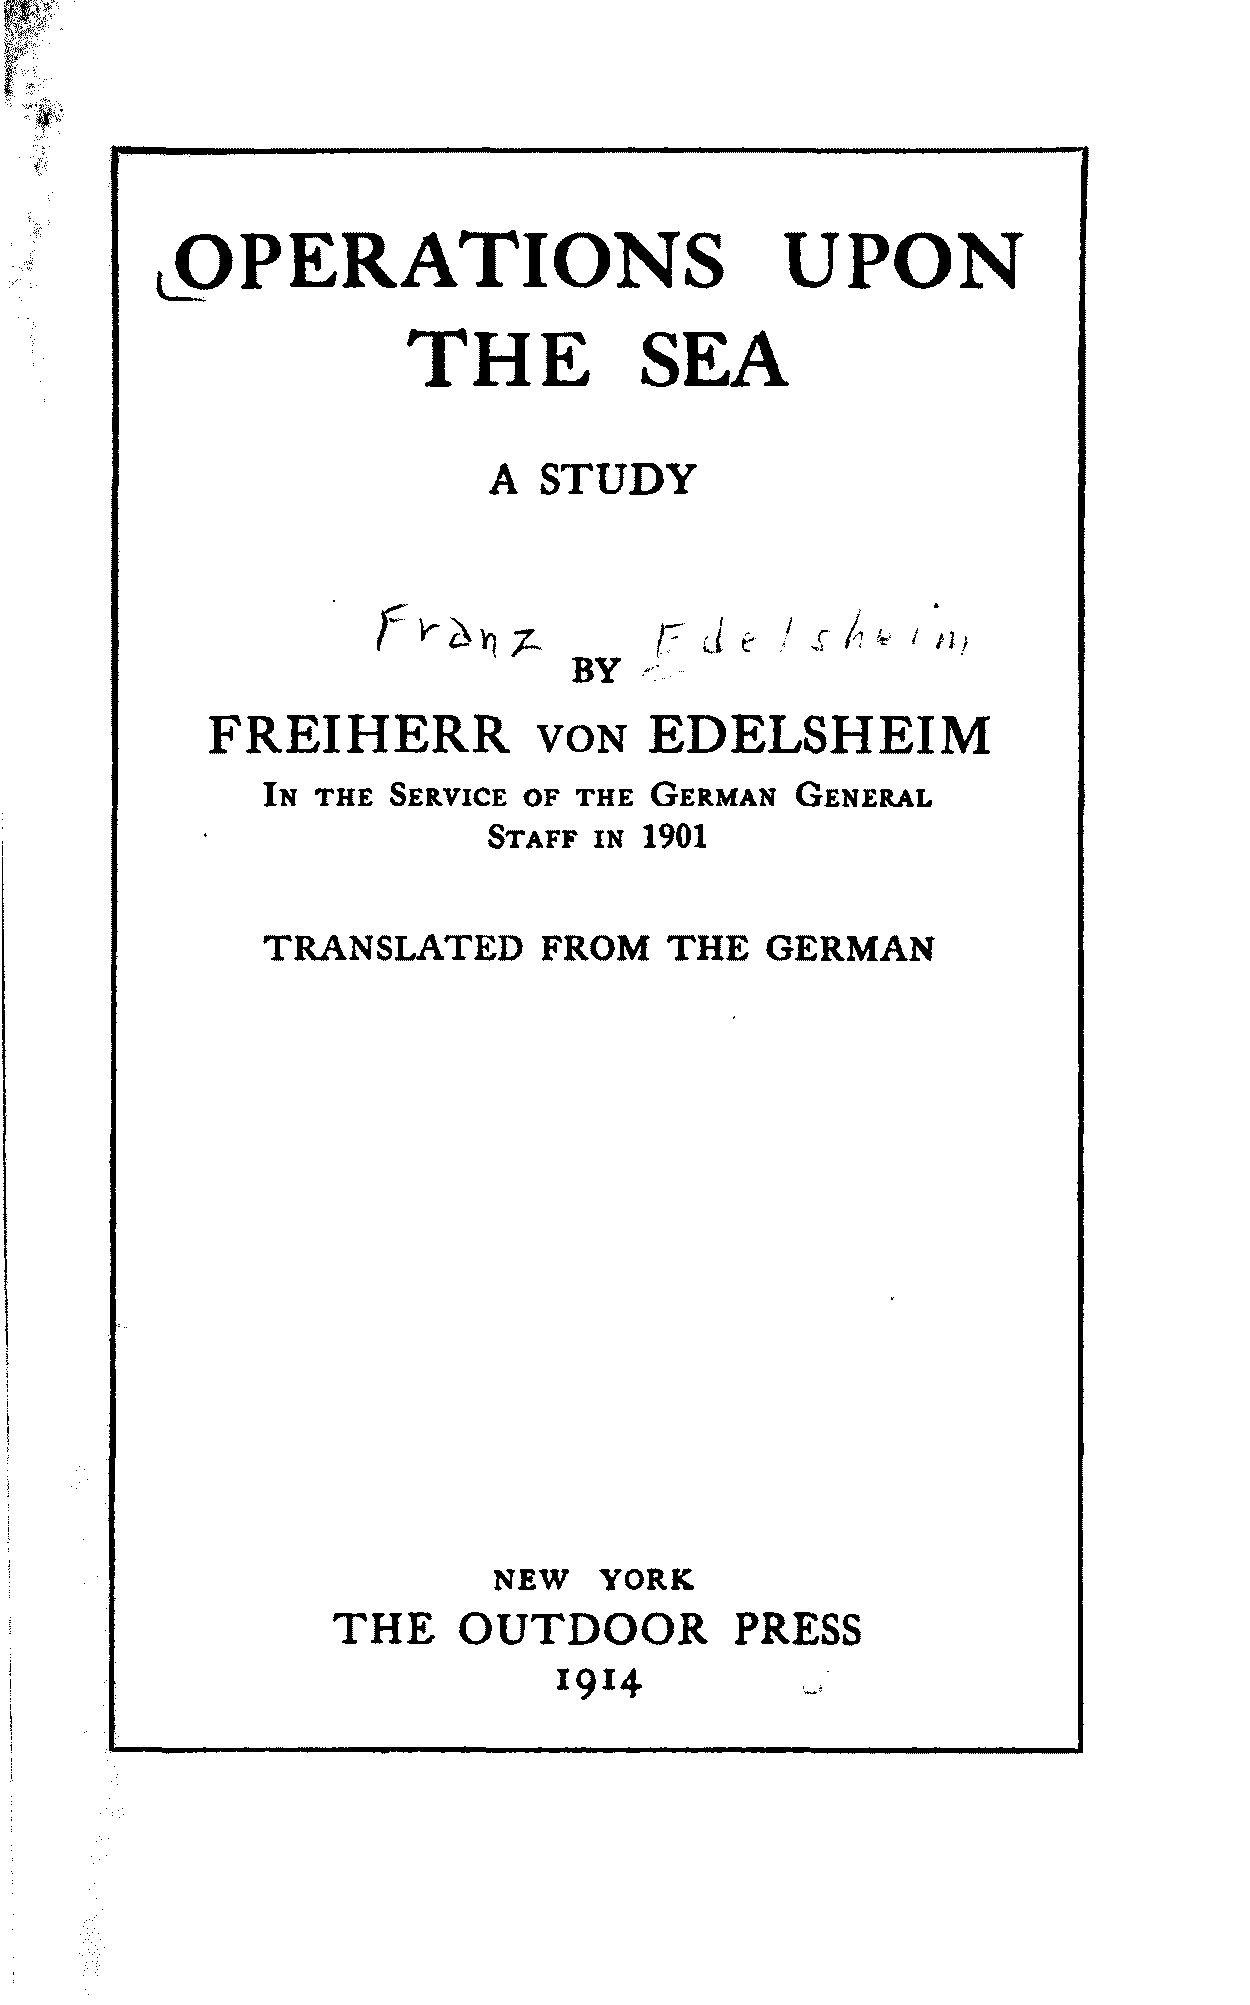 OPERATIONS UPON
THE SEA
A STUDY
Franz Edelsheim
BY
FREIHERR VON EDELSHEIM
IN THE SERVICE OF THE GERMAN GENERAL
STAFF IN 1901
TRANSLATED FROM THE GERMAN
NEW YORK
THE OUTDOOR PRESS
1914